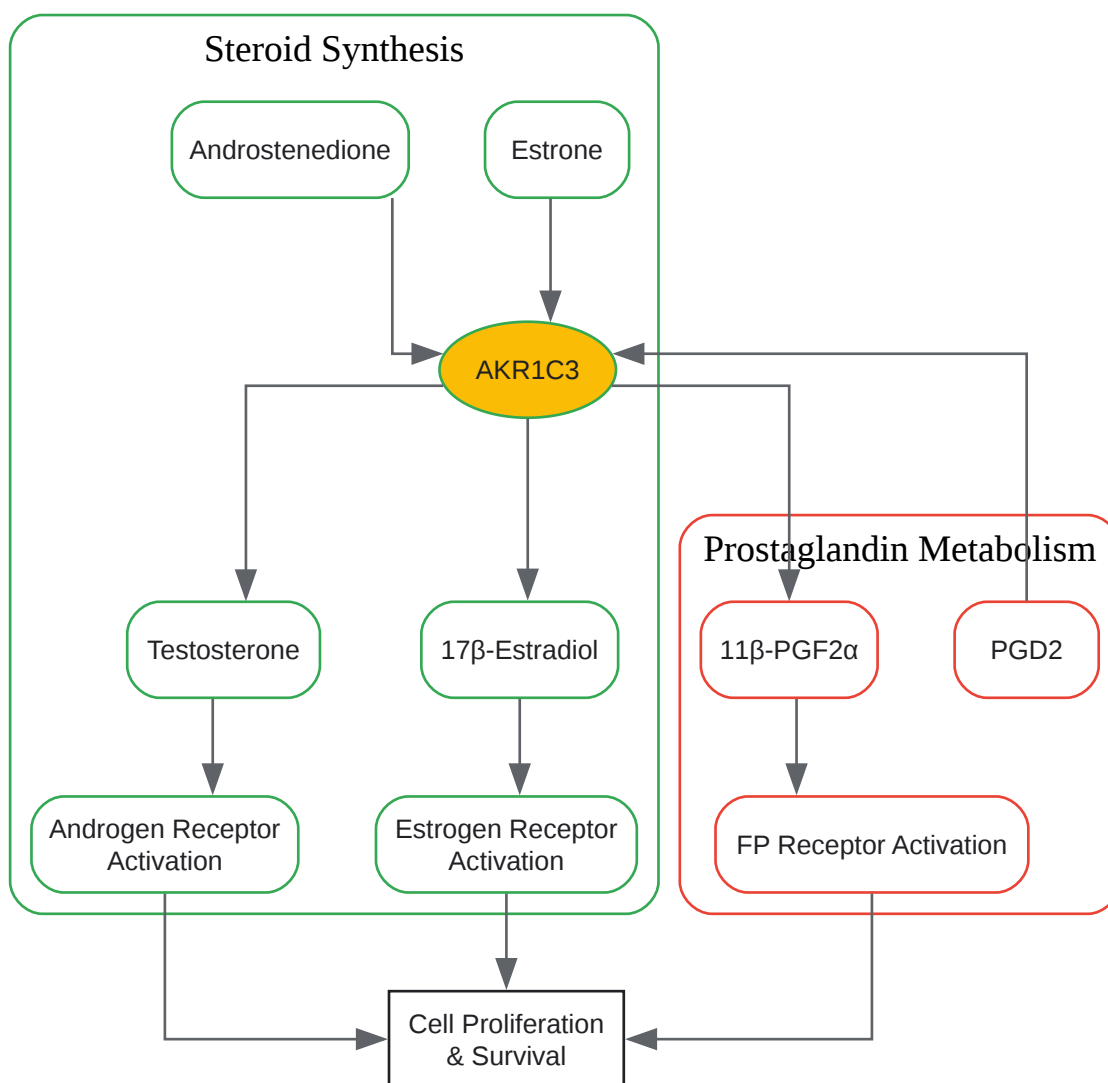 Steroid Synthesis
Androstenedione
Estrone
AKR1C3
Prostaglandin Metabolism
Testosterone
17β-Estradiol
11β-PGF2α
PGD2
Androgen Receptor
Activation
Estrogen Receptor
Activation
FP Receptor Activation
Cell Proliferation
& Survival